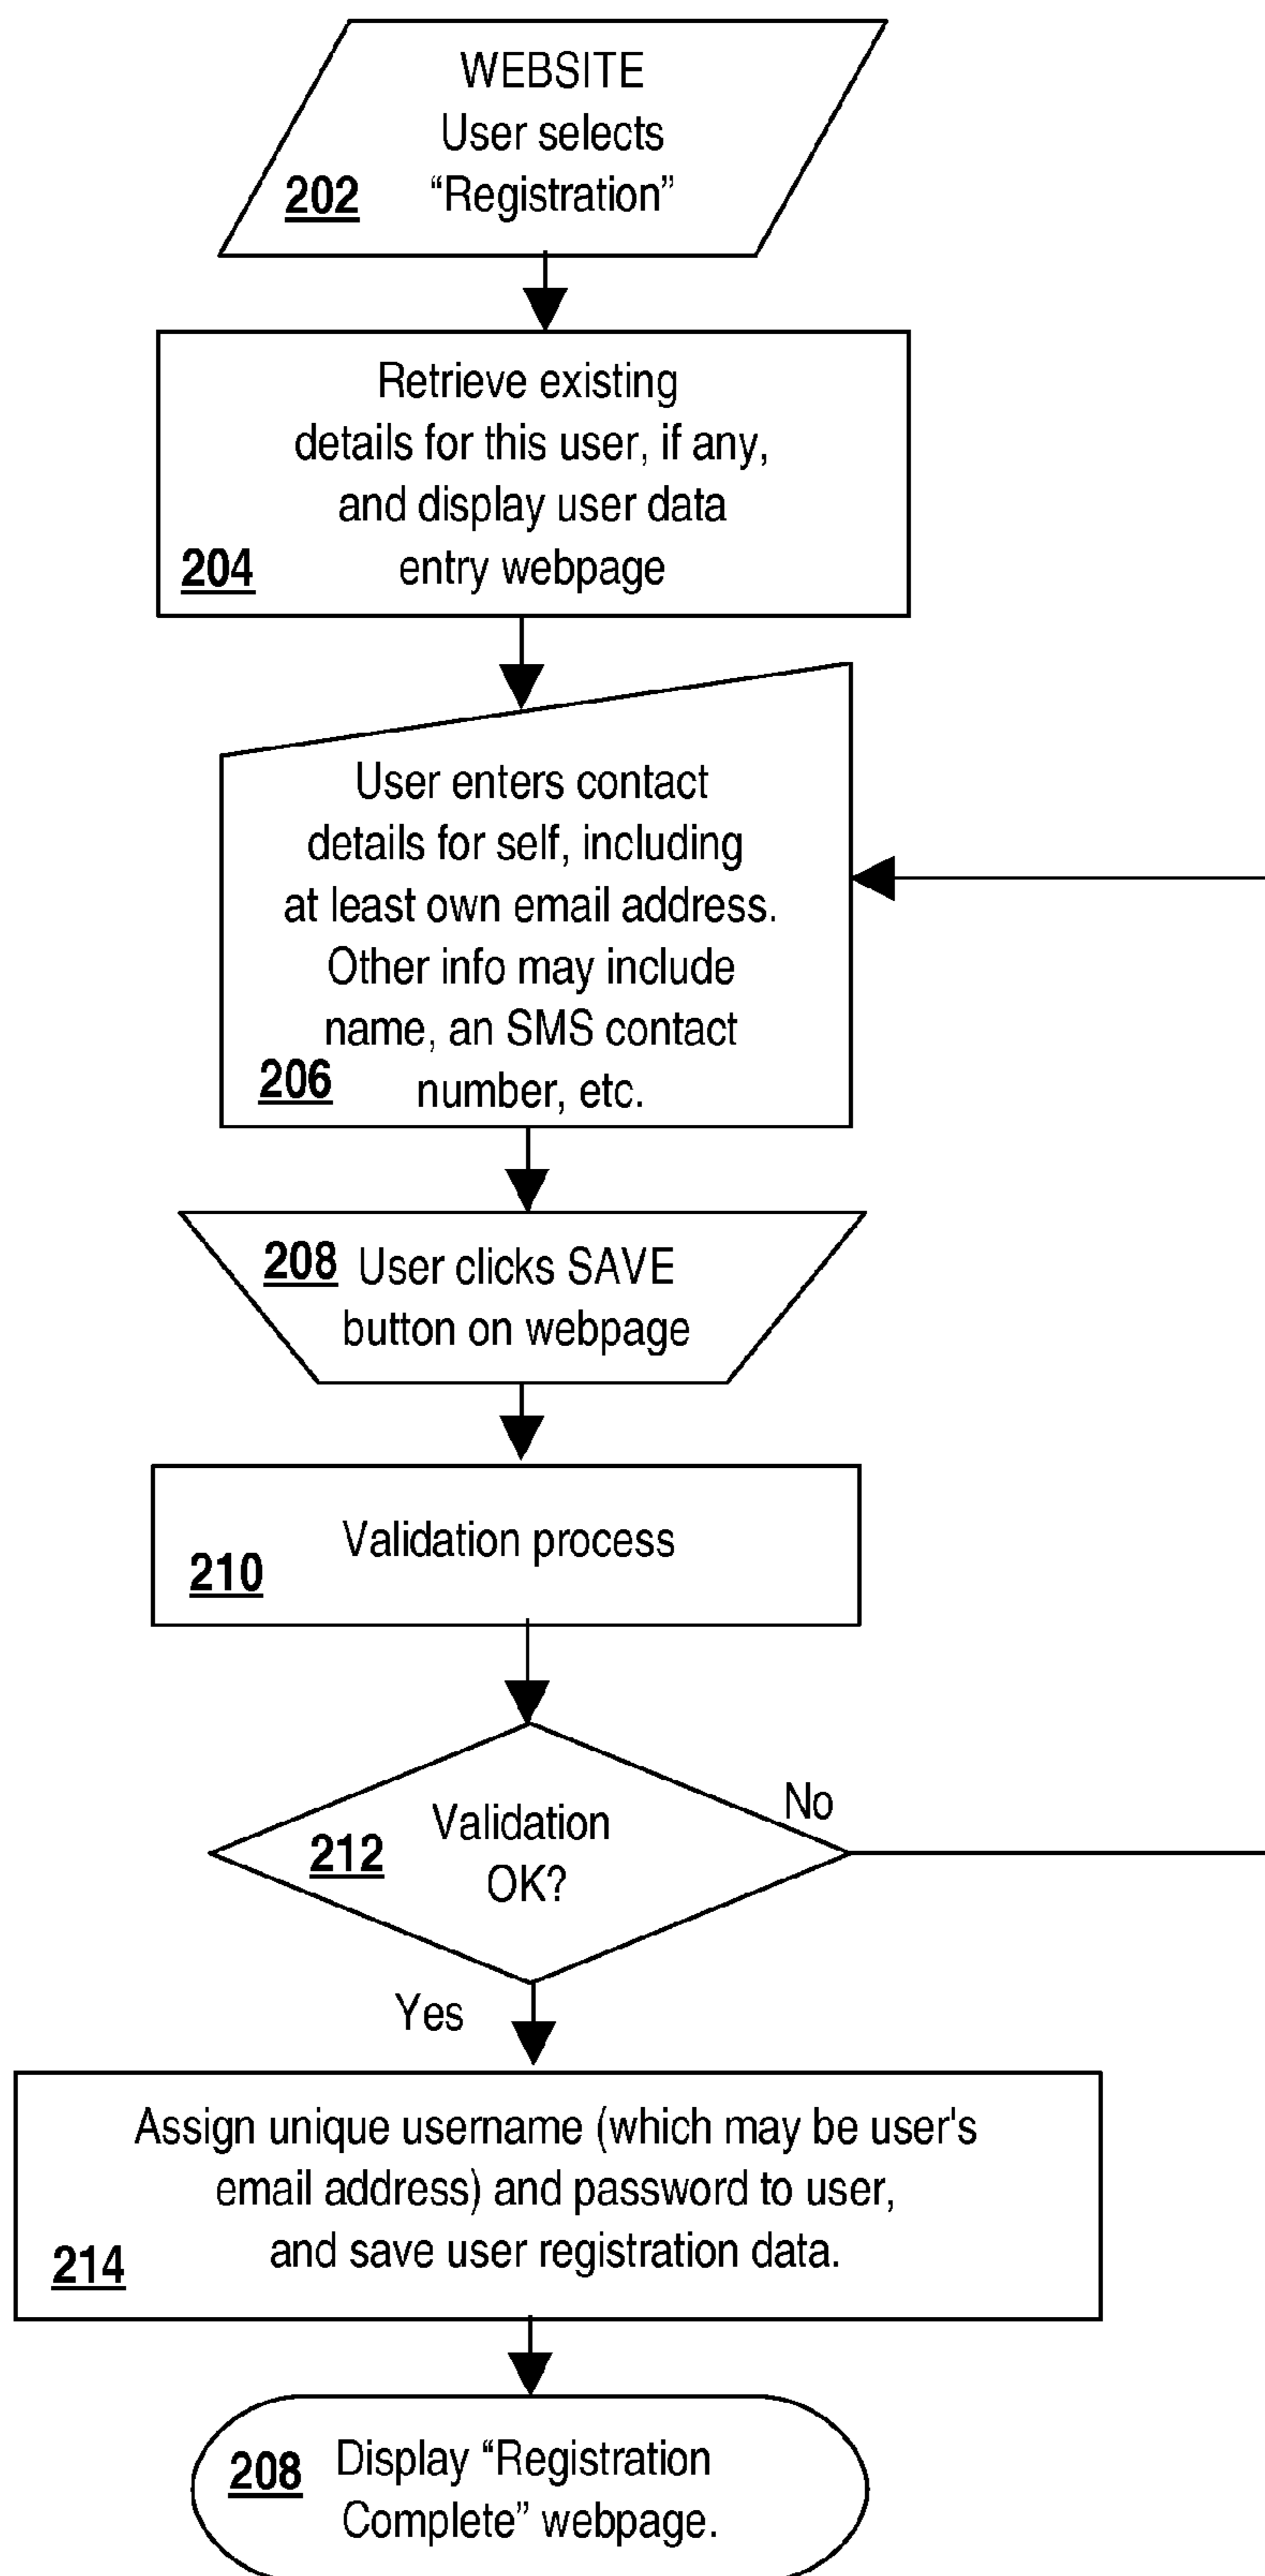 WEBSITE
User selects
202 “Registration”
Retrieve existing
details for this user, if any,
and display user data
204 entry webpage
User enters contact
details for self, including
at least own email address.
Other info may include
name, an SMS contact
206 number, etc.
208 User clicks SAVE
button on webpage
Validation process
210
No
Validation
212
OK?
Yes
Assign unique username (which may be user's
email address) and password to user,
and save user registration data.
214
208 Display “Registration
Complete” webpage.